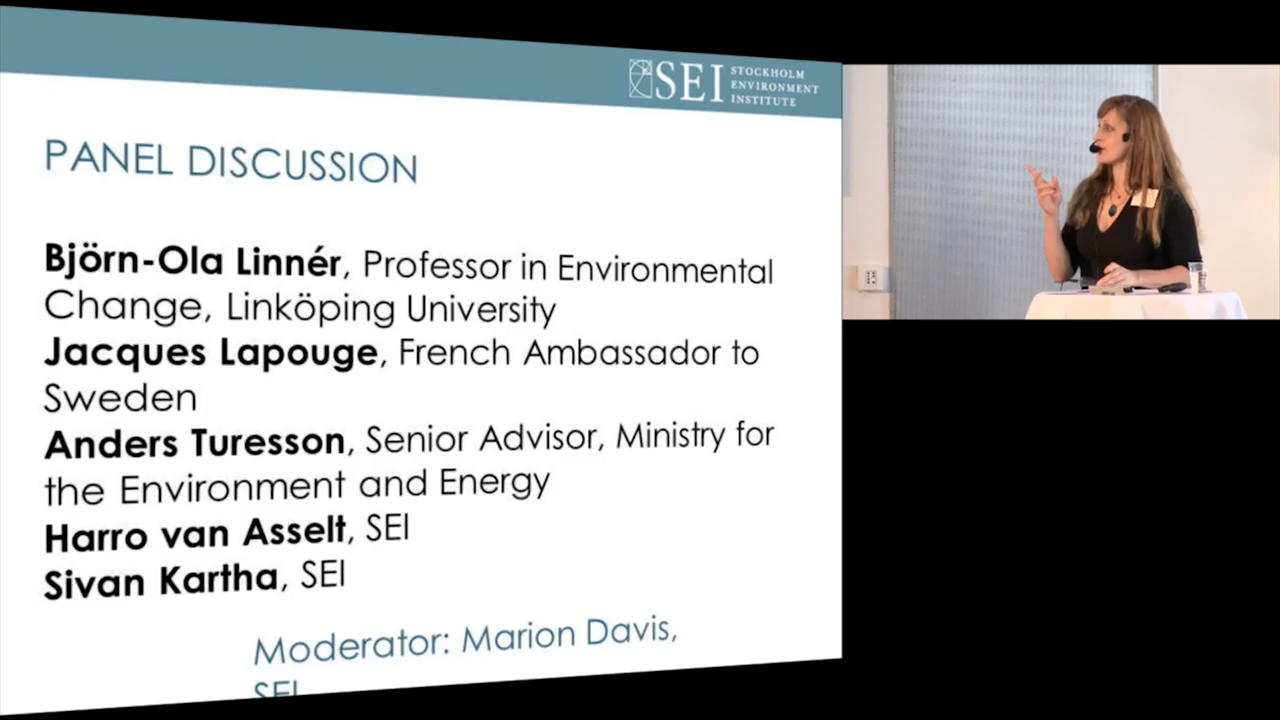 SEI STOCKHOLM
ENVIRONMENT
INSTITUTE
PANEL DISCUSSION
Björn-Ola Linnér, Professor in Environmental
Change, Linköping University
Jacques Lapouge, French Ambassador to
Sweden
Anders Turesson, Senior Advisor, Ministry for
the Environment and Energy
Harro van Asselt, SEI
Sivan Kartha, SEI
Moderator: Marion Davis,
SEI